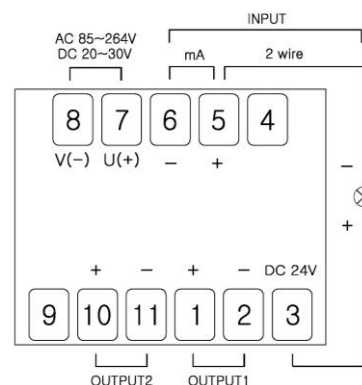 INPUT
AC 85~264V
DC 20~30V
mA
2 wire
8 7 6 5 4
V(-) U(+) - +
-
+
+ - + - DC 24V
9 10 11 1 2 3
OUTPUT2 OUTPUT1